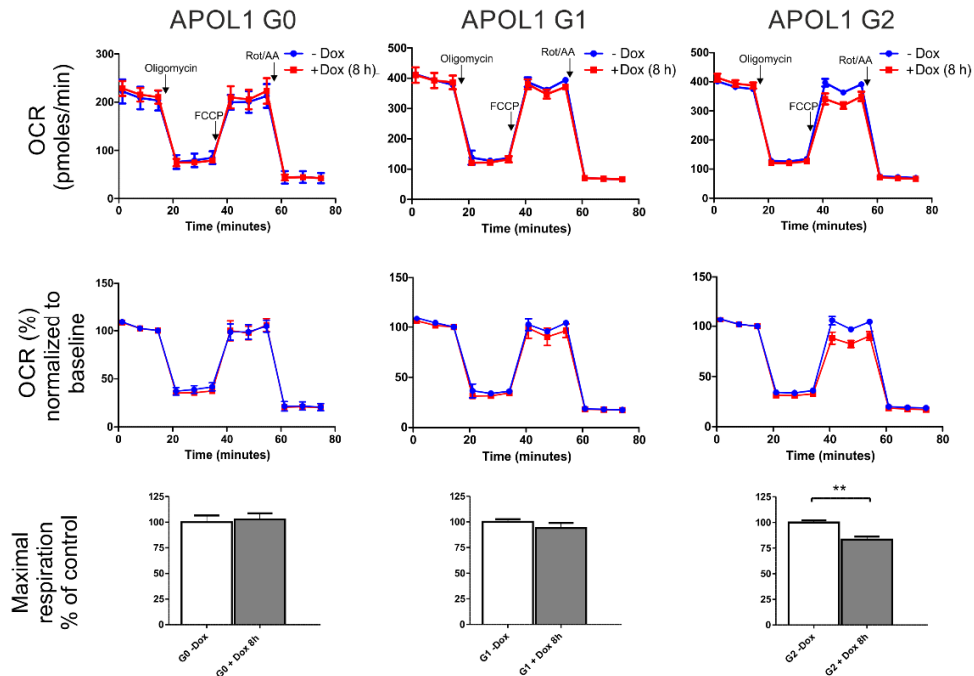 APOL1 G0
APOL1 G1
APOL1 G2
OCR
(pmoles/min)
300
200
100
0
0
20
40
60
80
Time (minutes)
Oligomycin
FCCP
Rot/AA
- Dox
+Dox (8 h)
500
400
300
200
100
0
0
20
40
60
80
Time (minutes)
Oligomycin
FCCP
Rot/AA
- Dox
+Dox (8 h)
500
400
300
200
100
0
0
20
40
60
80
Time (minutes)
Oligomycin
FCCP
Rot/AA
- Dox
+Dox (8 h)
OCR (%)
normalized to
baseline
150
100
50
0
0
20
40
60
80
Time (minutes)
150
100
50
0
0
20
40
60
80
Time (minutes)
150
100
50
0
0
20
40
60
80
Time (minutes)
Maximal
respiration
% of control
125
100
75
50
25
0
G0 -Dox
G0 + Dox 8h
125
100
75
50
25
0
G1 -Dox
G1 + Dox 8h
125
100
75
50
25
0
**
G2 -Dox
G2 + Dox 8h